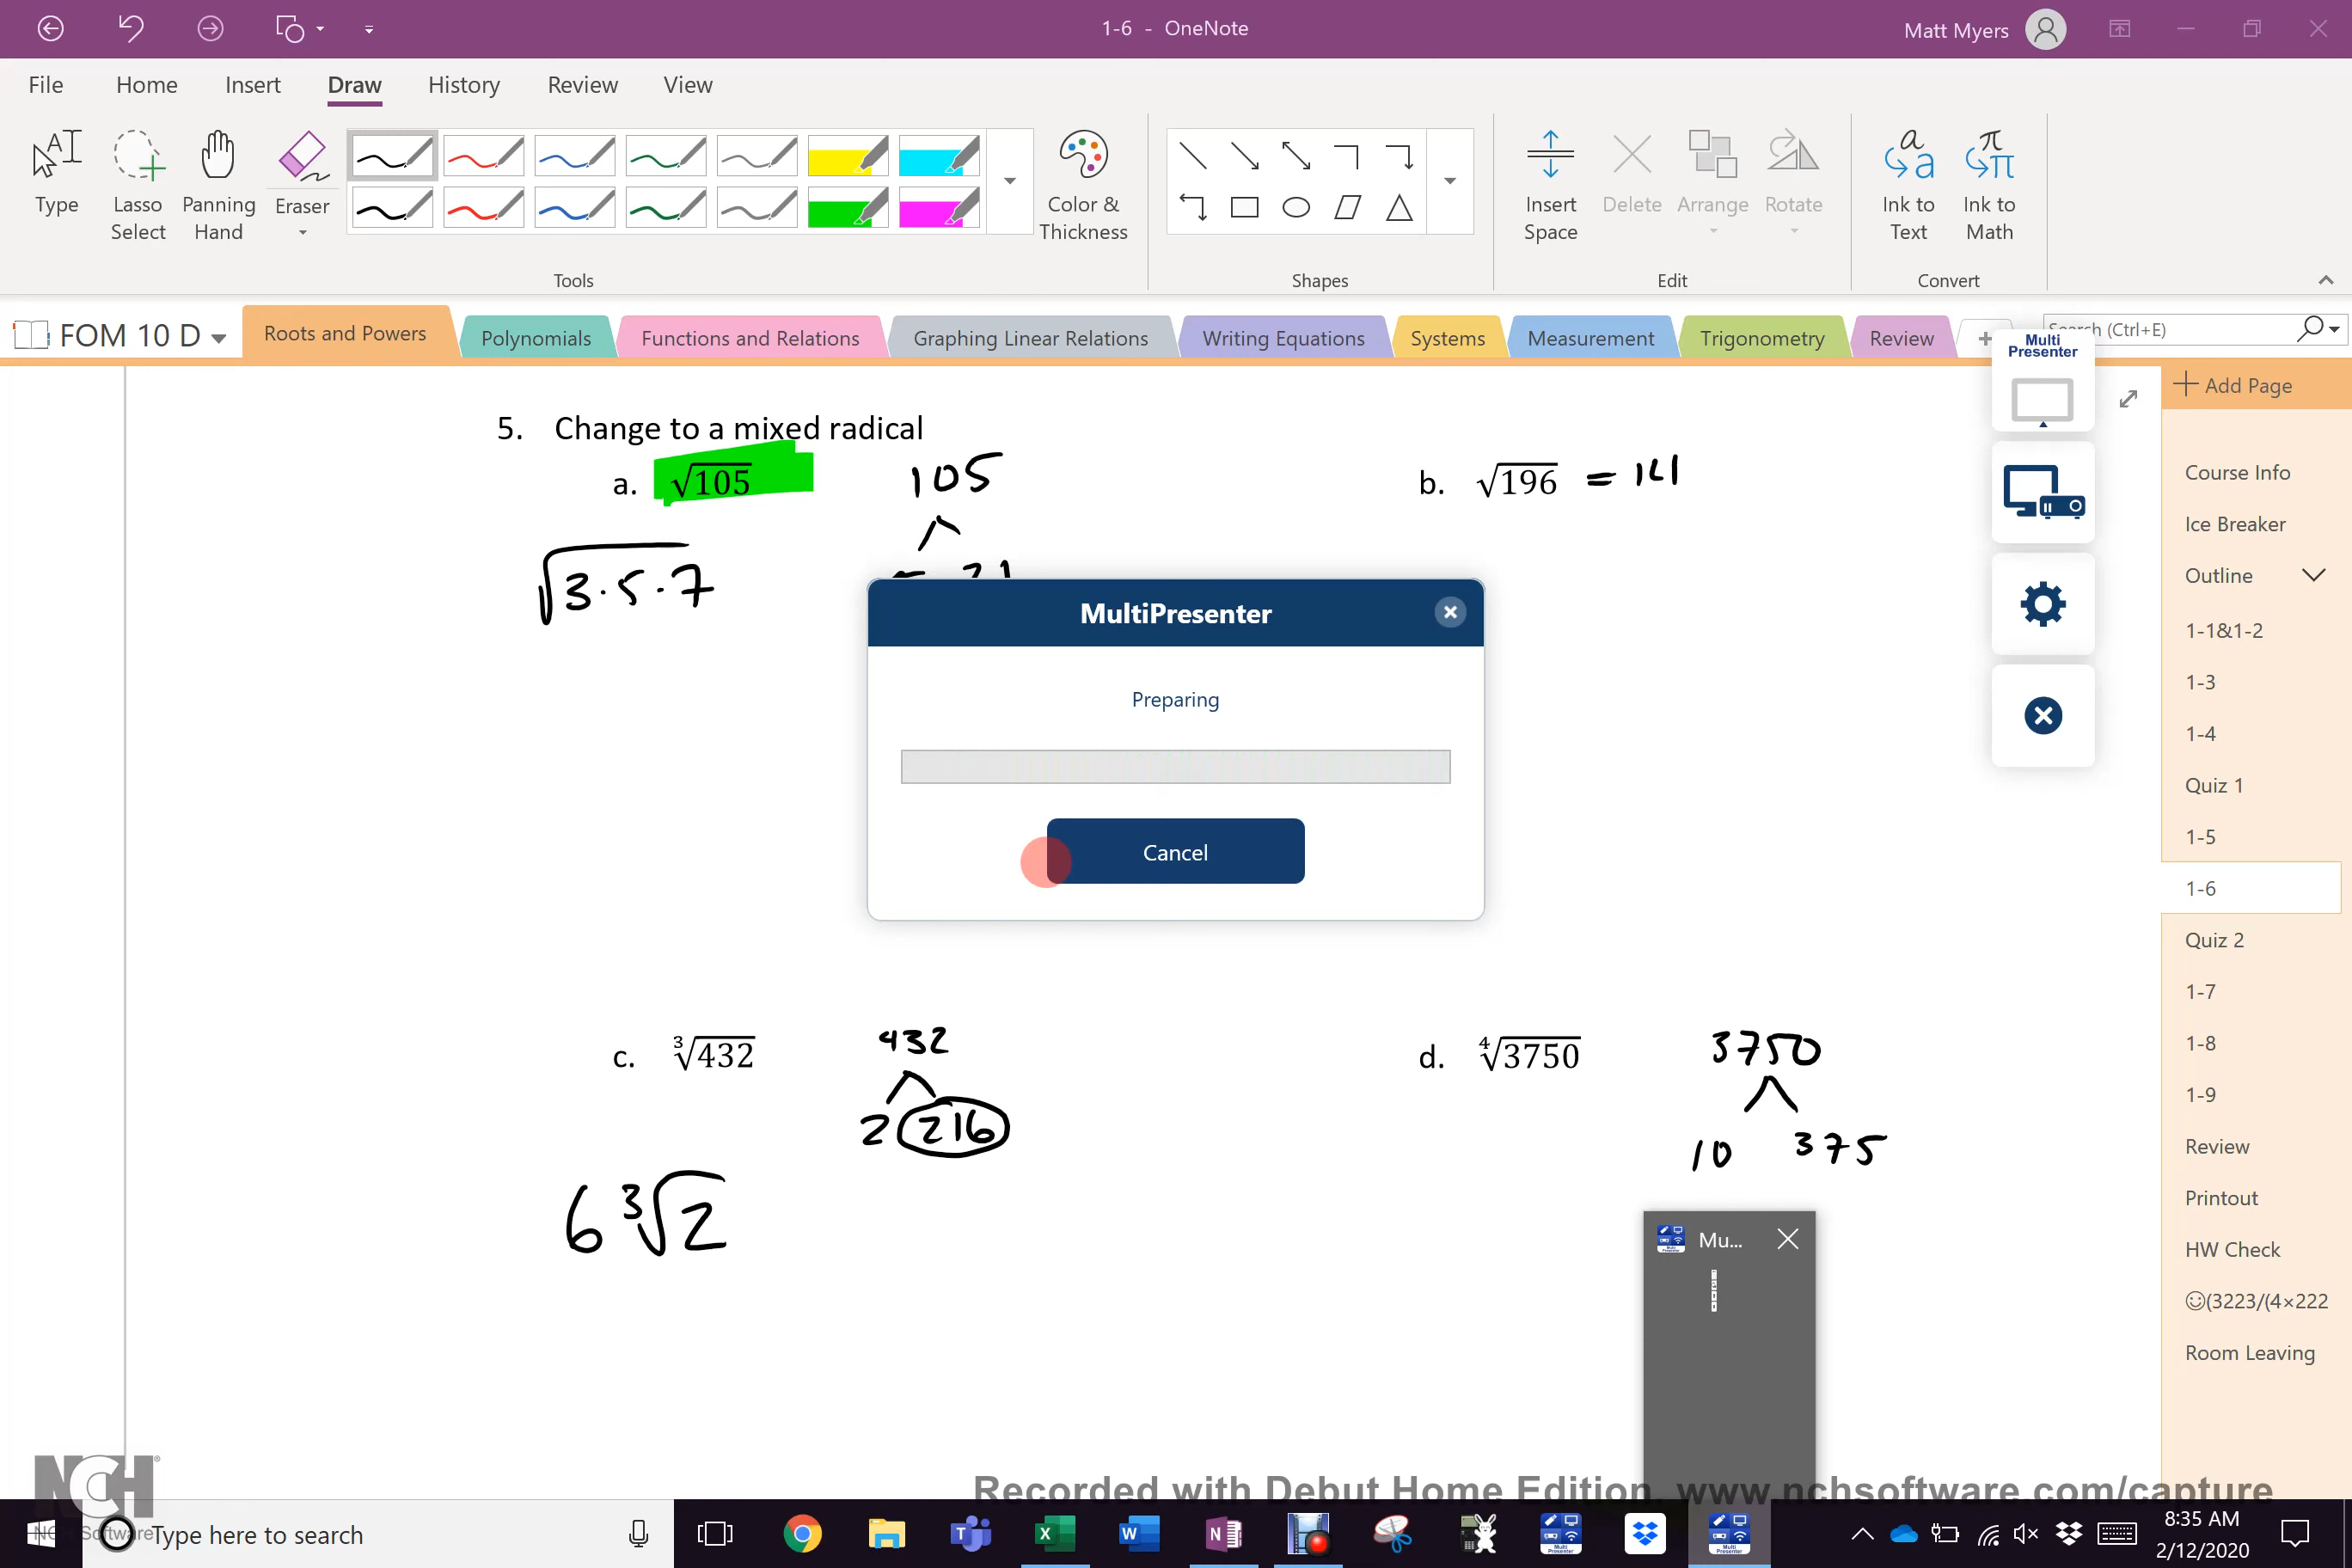 1-6 - OneNote
Matt Myers
File Home Insert Draw History Review View
Type
Lasso Select
Panning Hand
Eraser
Color & Thickness
Insert Space
Delete
Arrange
Rotate
Ink to Text
Ink to Math
Tools
Shapes
Edit
Convert
FOM 10 D
Roots and Powers
Polynomials
Functions and Relations
Graphing Linear Relations
Writing Equations
Systems
Measurement
Trigonometry
Review
(Ctrl+E)
Multi
Presenter
Add Page
Course Info
Ice Breaker
Outline
1-1&1-2
1-3
1-4
Quiz 1
1-5
1-6
Quiz 2
1-7
1-8
1-9
Review
Printout
HW Check
☺(3223/(4×222
Room Leaving
5. Change to a mixed radical
a. √105
105
b. √196 = 14
√3·5·7
MultiPresenter
Preparing
Cancel
c. ∛432
432
2 216
6∛2
d. ∜3750
3750
10 375
Mu...
NCH
Recorded with Debut Home Edition. www.nchsoftware.com/capture
Type here to search
8:35 AM
2/12/2020